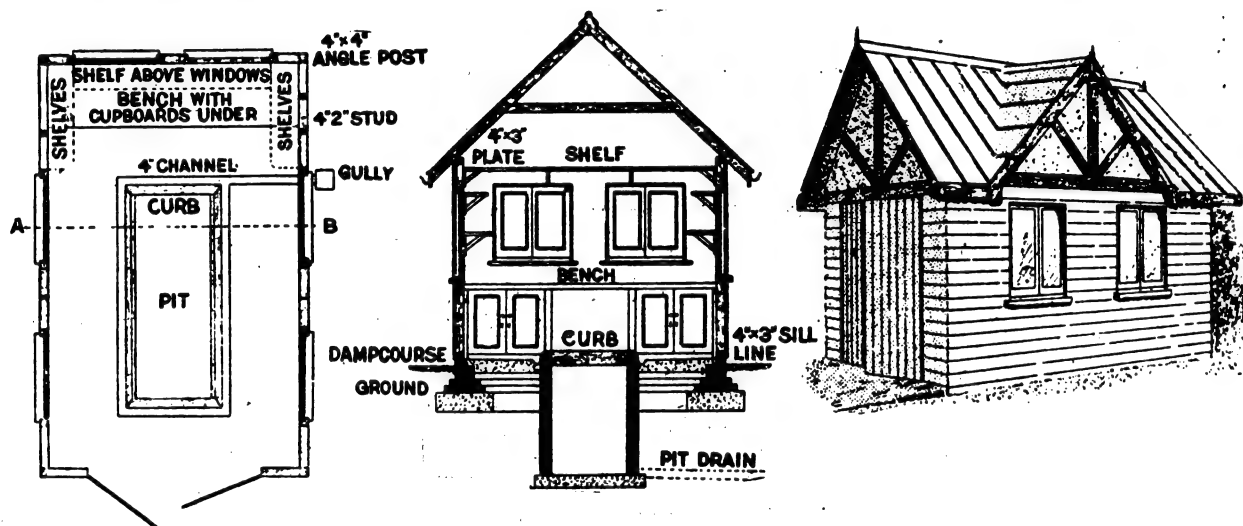 4"×4"
ANGLE POST
SHELF ABOVE WINDOWS
SHELVES
SHELVES
BENCH WITH
CUPBOARDS UNDER
4"2" STUD
4" CHANNEL
GULLY
CURB
A
B
PIT
4"×3"
PLATE
SHELF
BENCH
CURB
4"×3" SILL
LINE
DAMPCOURSE
GROUND
PIT DRAIN